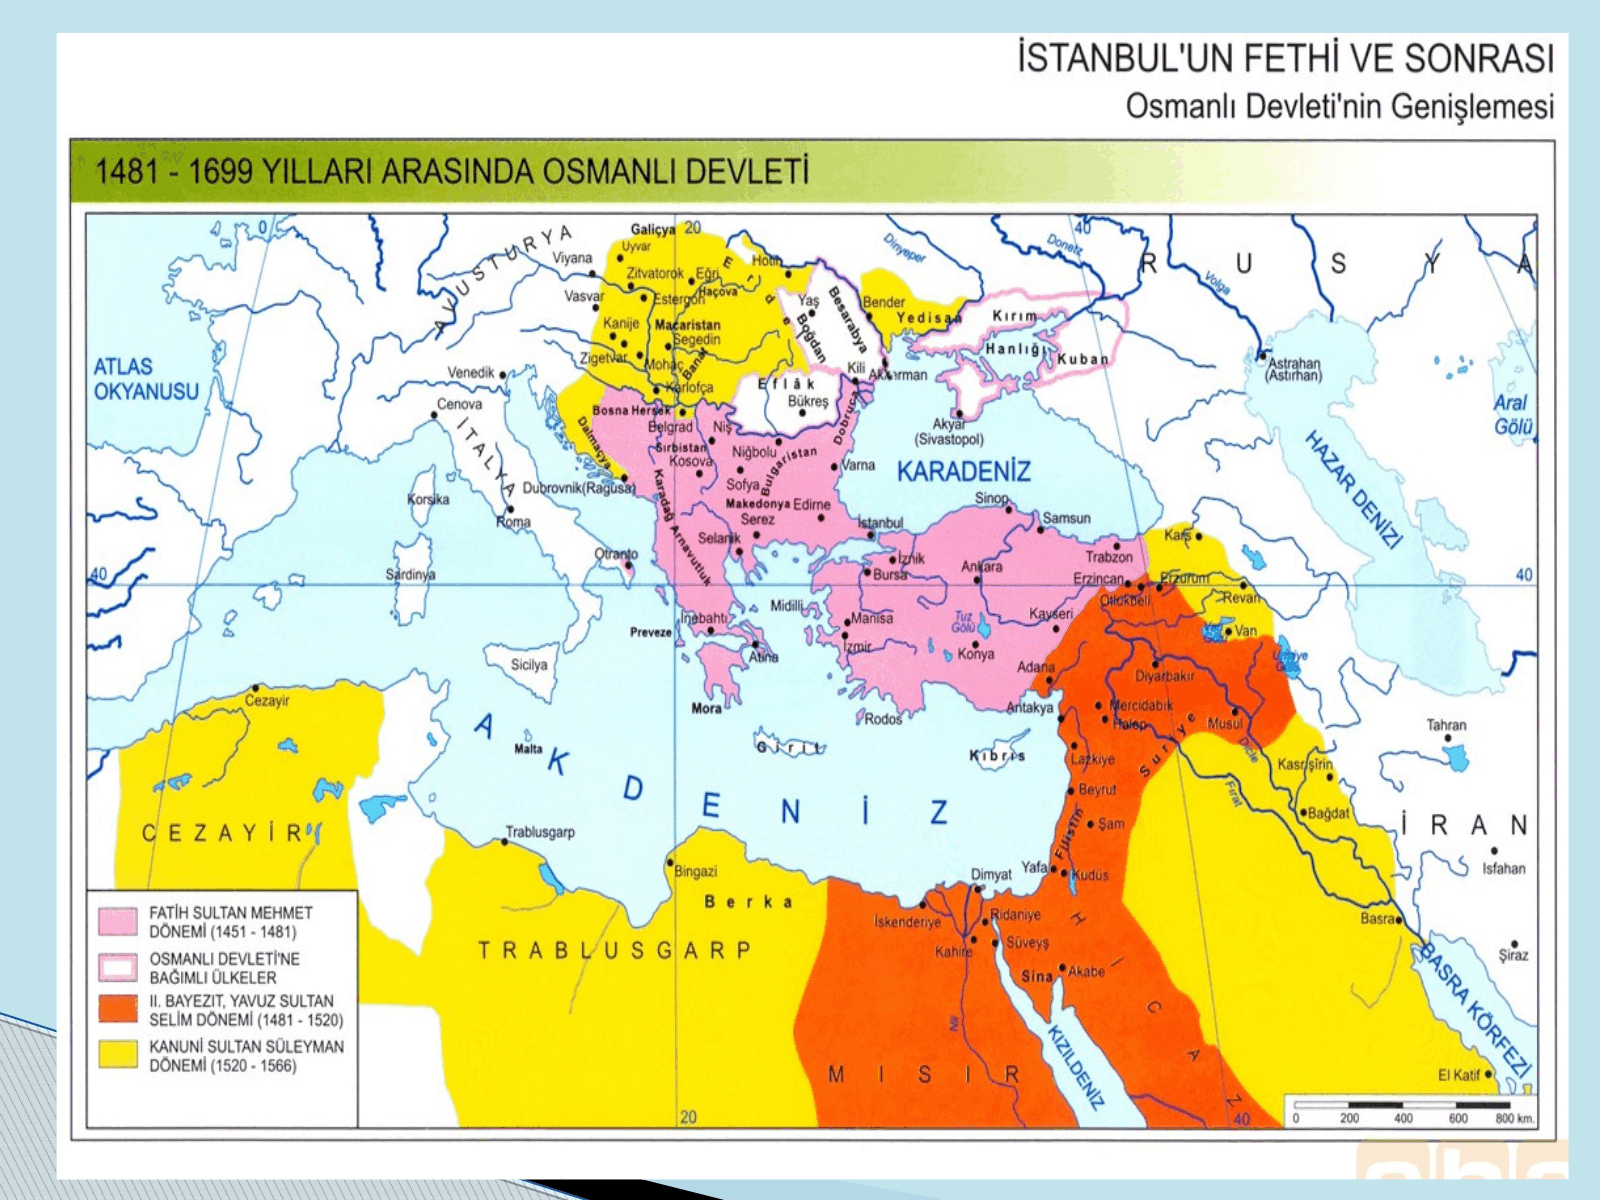 İSTANBUL'UN FETHİ VE SONRASI
Osmanlı Devleti'nin Genişlemesi
1481 - 1699 YILLARI ARASINDA OSMANLI DEVLETİ
0
20
40
Galiçya
AVUSTURYA
Viyana
Uyvar
Zitvatorok
Eğri
Haçova
Estergon
Vasvar
Kanije
Macaristan
Segedin
Zigetvar
Mohaç
Banat
Karlofça
Erdel
Hotin
Yaş
Boğdan
Besarabya
Bender
Yedisan
Dinyeper
Donetz
Volga
RUSYA
Kırım
Hanlığı
Kuban
Kili
Akkerman
Eflâk
Bükreş
Dobruca
Akyar
(Sivastopol)
Astrahan
(Astırhan)
Aral
Gölü
HAZAR DENİZİ
ATLAS
OKYANUSU
Venedik
Cenova
İTALYA
Korsika
Roma
Sardinya
Otranto
Sicilya
Bosna Hersek
Dalmaçya
Dubrovnik(Ragusa)
Belgrad
Niş
Sırbistan
Kosova
Niğbolu
Bulgaristan
Sofya
Varna
Karadağ
Arnavutluk
Makedonya
Edirne
Serez
Selanik
İstanbul
KARADENİZ
Sinop
Samsun
Trabzon
Kars
İznik
Bursa
Ankara
Erzincan
Erzurum
Otlukbeli
Revan
40
40
Midilli
Manisa
İzmir
Tuz
Gölü
Kayseri
Konya
Van
Urmiye
İnebahtı
Preveze
Atina
Mora
Rodos
Adana
Antakya
Diyarbakır
Mercidabık
Halep
Musul
Suriye
Dicle
Fırat
Tahran
Kasrışirin
Bağdat
İRAN
Isfahan
Cezayir
Malta
Girit
Kıbrıs
Lazkiye
Beyrut
Şam
Filistin
Yafa
Kudüs
AKDENİZ
CEZAYİR
Trablusgarp
Bingazi
Berka
TRABLUSGARP
Dimyat
İskenderiye
Ridaniye
Kahire
Süveyş
Sina
Akabe
Nil
MISIR
KIZILDENİZ
HİCAZ
Basra
Şiraz
BASRA KÖRFEZİ
El Katif
FATİH SULTAN MEHMET
DÖNEMİ (1451 - 1481)
OSMANLI DEVLETİ'NE
BAĞIMLI ÜLKELER
II. BAYEZIT, YAVUZ SULTAN
SELİM DÖNEMİ (1481 - 1520)
KANUNİ SULTAN SÜLEYMAN
DÖNEMİ (1520 - 1566)
20
40
0 200 400 600 800 km.